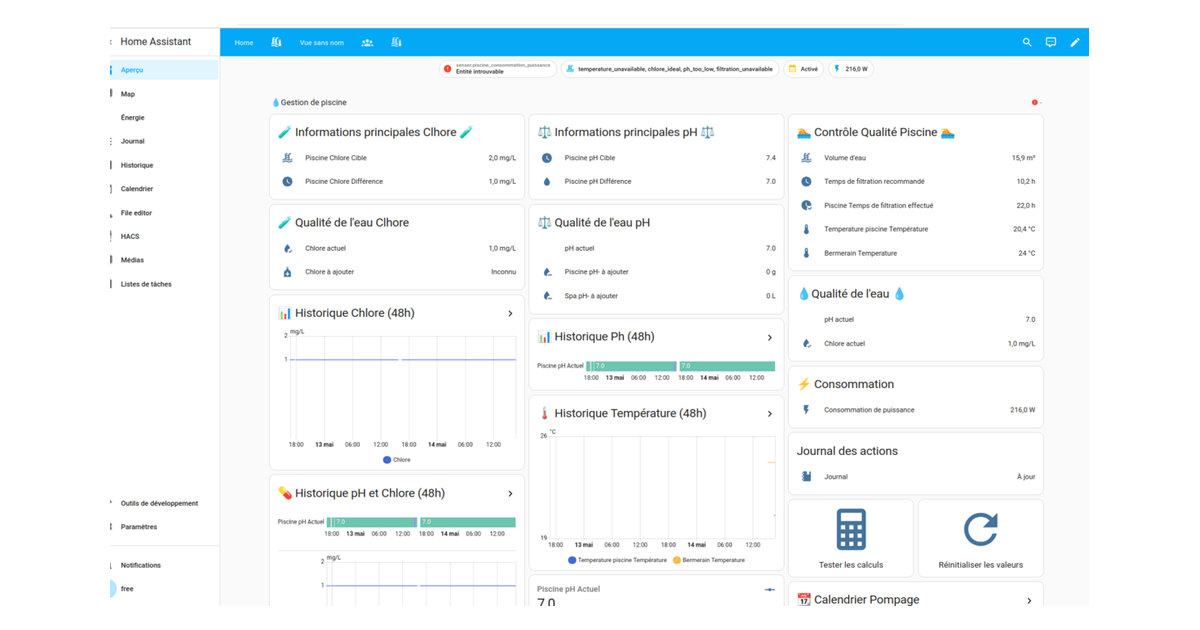 Home Assistant
Home
Vue sans nom
sensor.piscine_consommation_puissance
Entité introuvable
temperature_unavailable, chlore_ideal, ph_too_low, filtration_unavailable
Activé
216,0 W
Aperçu
Map
Énergie
Journal
Historique
Calendrier
File editor
HACS
Médias
Listes de tâches
Outils de développement
Paramètres
Notifications
free
Gestion de piscine
Informations principales Clhore
Piscine Chlore Cible 2,0 mg/L
Piscine Chlore Différence 1,0 mg/L
Qualité de l'eau Clhore
Chlore actuel 1,0 mg/L
Chlore à ajouter Inconnu
Historique Chlore (48h)
mg/L
2
1
18:00 13 mai 06:00 12:00 18:00 14 mai 06:00 12:00
Chlore
Historique pH et Chlore (48h)
Piscine pH Actuel 7.0 7.0
18:00 13 mai 06:00 12:00 18:00 14 mai 06:00 12:00
mg/L
2
1
Informations principales pH
Piscine pH Cible 7.4
Piscine pH Différence 7.0
Qualité de l'eau pH
pH actuel 7.0
Piscine pH- à ajouter 0 g
Spa pH- à ajouter 0 L
Historique Ph (48h)
Piscine pH Actuel 7.0 7.0
18:00 13 mai 06:00 12:00 18:00 14 mai 06:00 12:00
Historique Température (48h)
°C
26
19
18:00 13 mai 06:00 12:00 18:00 14 mai 06:00 12:00
Temperature piscine Température Bermerain Temperature
Piscine pH Actuel
7.0
Contrôle Qualité Piscine
Volume d'eau 15,9 m³
Temps de filtration recommandé 10,2 h
Piscine Temps de filtration effectué 22,0 h
Temperature piscine Température 20,4 °C
Bermerain Temperature 24 °C
Qualité de l'eau
pH actuel 7.0
Chlore actuel 1,0 mg/L
Consommation
Consommation de puissance 216,0 W
Journal des actions
Journal À jour
Tester les calculs
Réinitialiser les valeurs
Calendrier Pompage